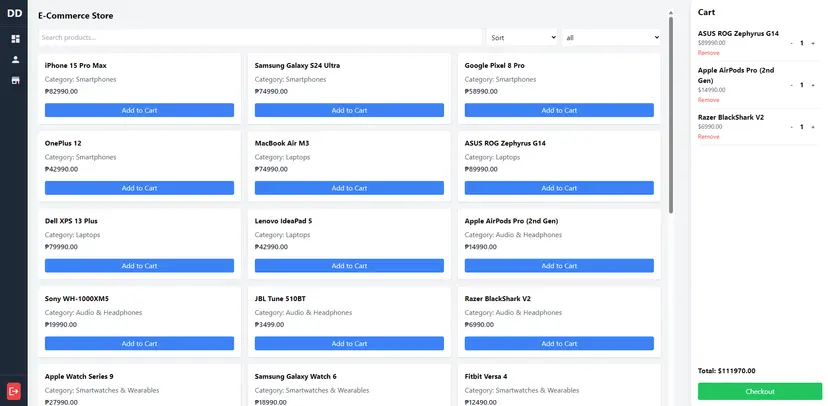 DD
E-Commerce Store
Search products...
Sort
all
iPhone 15 Pro Max
Category: Smartphones
₱82990.00
Add to Cart
Samsung Galaxy S24 Ultra
Category: Smartphones
₱74990.00
Add to Cart
Google Pixel 8 Pro
Category: Smartphones
₱58990.00
Add to Cart
OnePlus 12
Category: Smartphones
₱42990.00
Add to Cart
MacBook Air M3
Category: Laptops
₱74990.00
Add to Cart
ASUS ROG Zephyrus G14
Category: Laptops
₱89990.00
Add to Cart
Dell XPS 13 Plus
Category: Laptops
₱79990.00
Add to Cart
Lenovo IdeaPad 5
Category: Laptops
₱42990.00
Add to Cart
Apple AirPods Pro (2nd Gen)
Category: Audio & Headphones
₱14990.00
Add to Cart
Sony WH-1000XM5
Category: Audio & Headphones
₱19990.00
Add to Cart
JBL Tune 510BT
Category: Audio & Headphones
₱3499.00
Add to Cart
Razer BlackShark V2
Category: Audio & Headphones
₱6990.00
Add to Cart
Apple Watch Series 9
Category: Smartwatches & Wearables
₱27990.00
Samsung Galaxy Watch 6
Category: Smartwatches & Wearables
₱18990.00
Fitbit Versa 4
Category: Smartwatches & Wearables
₱12490.00
Cart
ASUS ROG Zephyrus G14
$89990.00
Remove
- 1 +
Apple AirPods Pro (2nd
Gen)
$14990.00
Remove
- 1 +
Razer BlackShark V2
$6990.00
Remove
- 1 +
Total: $111970.00
Checkout